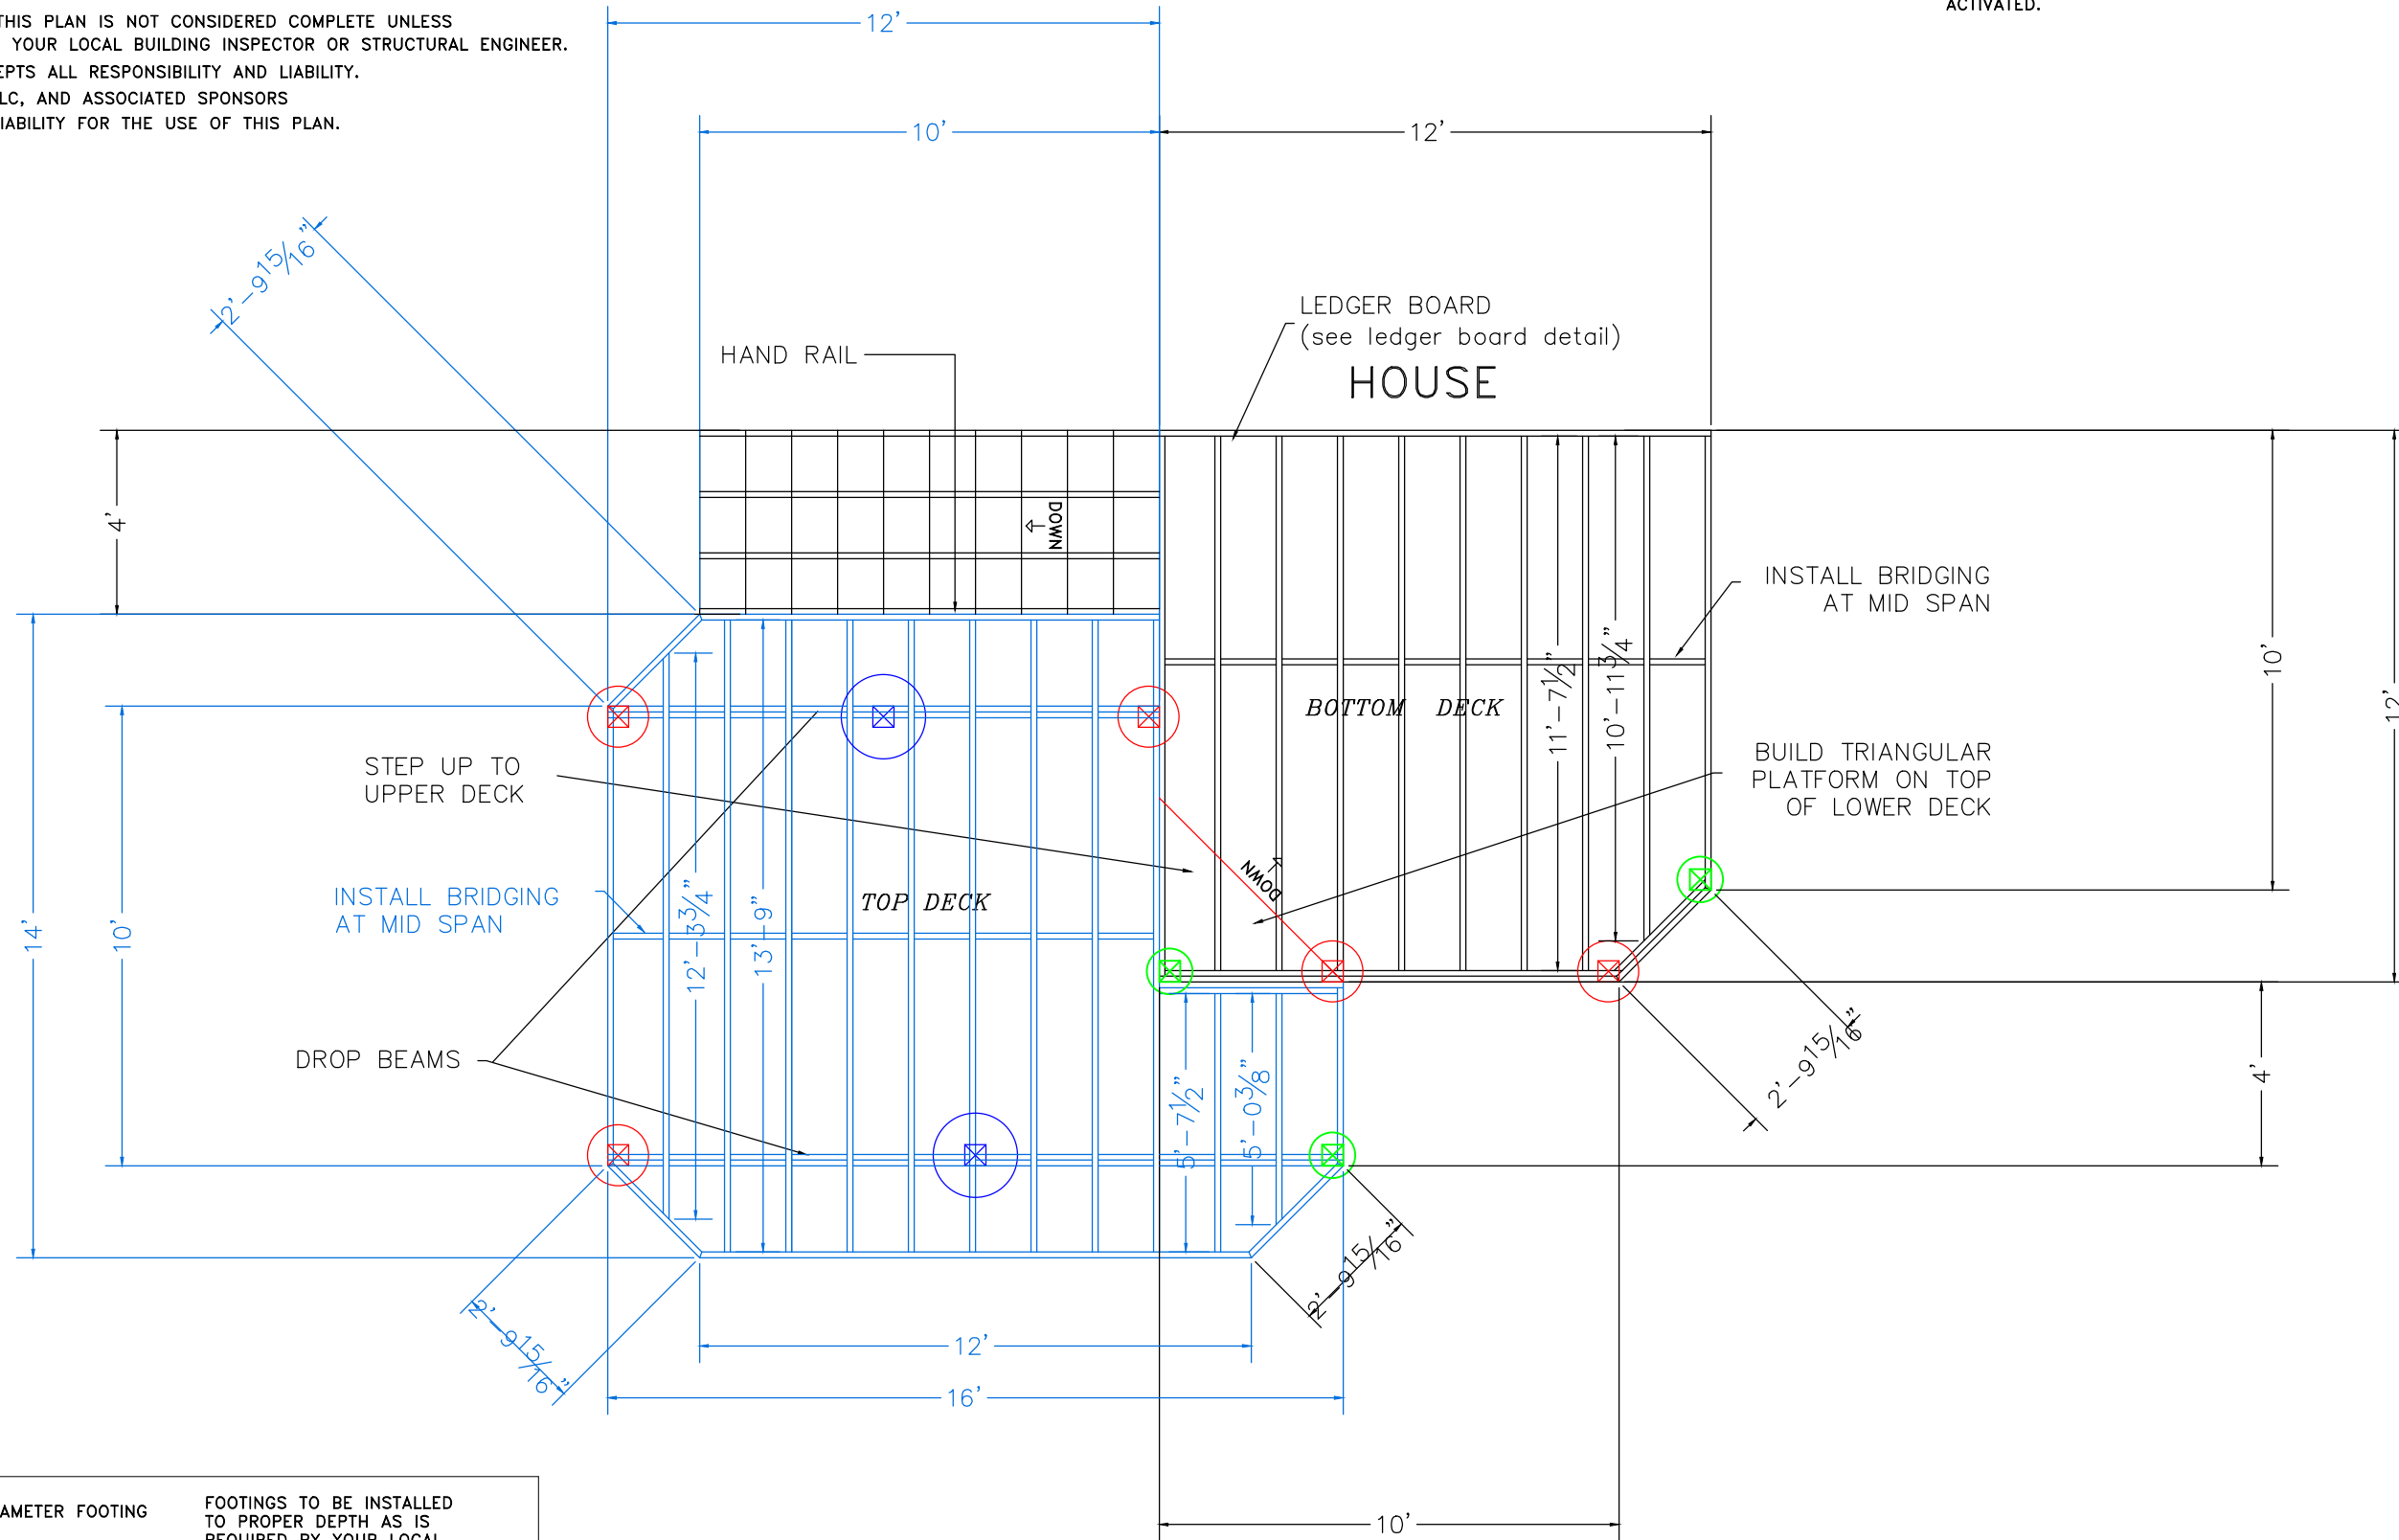 THIS PLAN IS NOT CONSIDERED COMPLETE UNLESS
YOUR LOCAL BUILDING INSPECTOR OR STRUCTURAL ENGINEER.
EPTS ALL RESPONSIBILITY AND LIABILITY.
LC, AND ASSOCIATED SPONSORS
IABILITY FOR THE USE OF THIS PLAN.
ACTIVATED.
12'
10'
12'
2'-9 15/16"
LEDGER BOARD
(see ledger board detail)
HOUSE
HAND RAIL
4'
DOWN
INSTALL BRIDGING
AT MID SPAN
10'
12'
11'-7 1/2"
10'-11 3/4"
BOTTOM DECK
STEP UP TO
UPPER DECK
BUILD TRIANGULAR
PLATFORM ON TOP
OF LOWER DECK
DOWN
INSTALL BRIDGING
AT MID SPAN
TOP DECK
14'
10'
12'-3 3/4"
13'-9"
DROP BEAMS
5'-7 1/2"
5'-0 3/8"
2'-9 15/16"
4'
2'-9 15/16"
2'-9 15/16"
12'
16'
AMETER FOOTING
FOOTINGS TO BE INSTALLED
TO PROPER DEPTH AS IS
REQUIRED BY YOUR LOCAL
10'